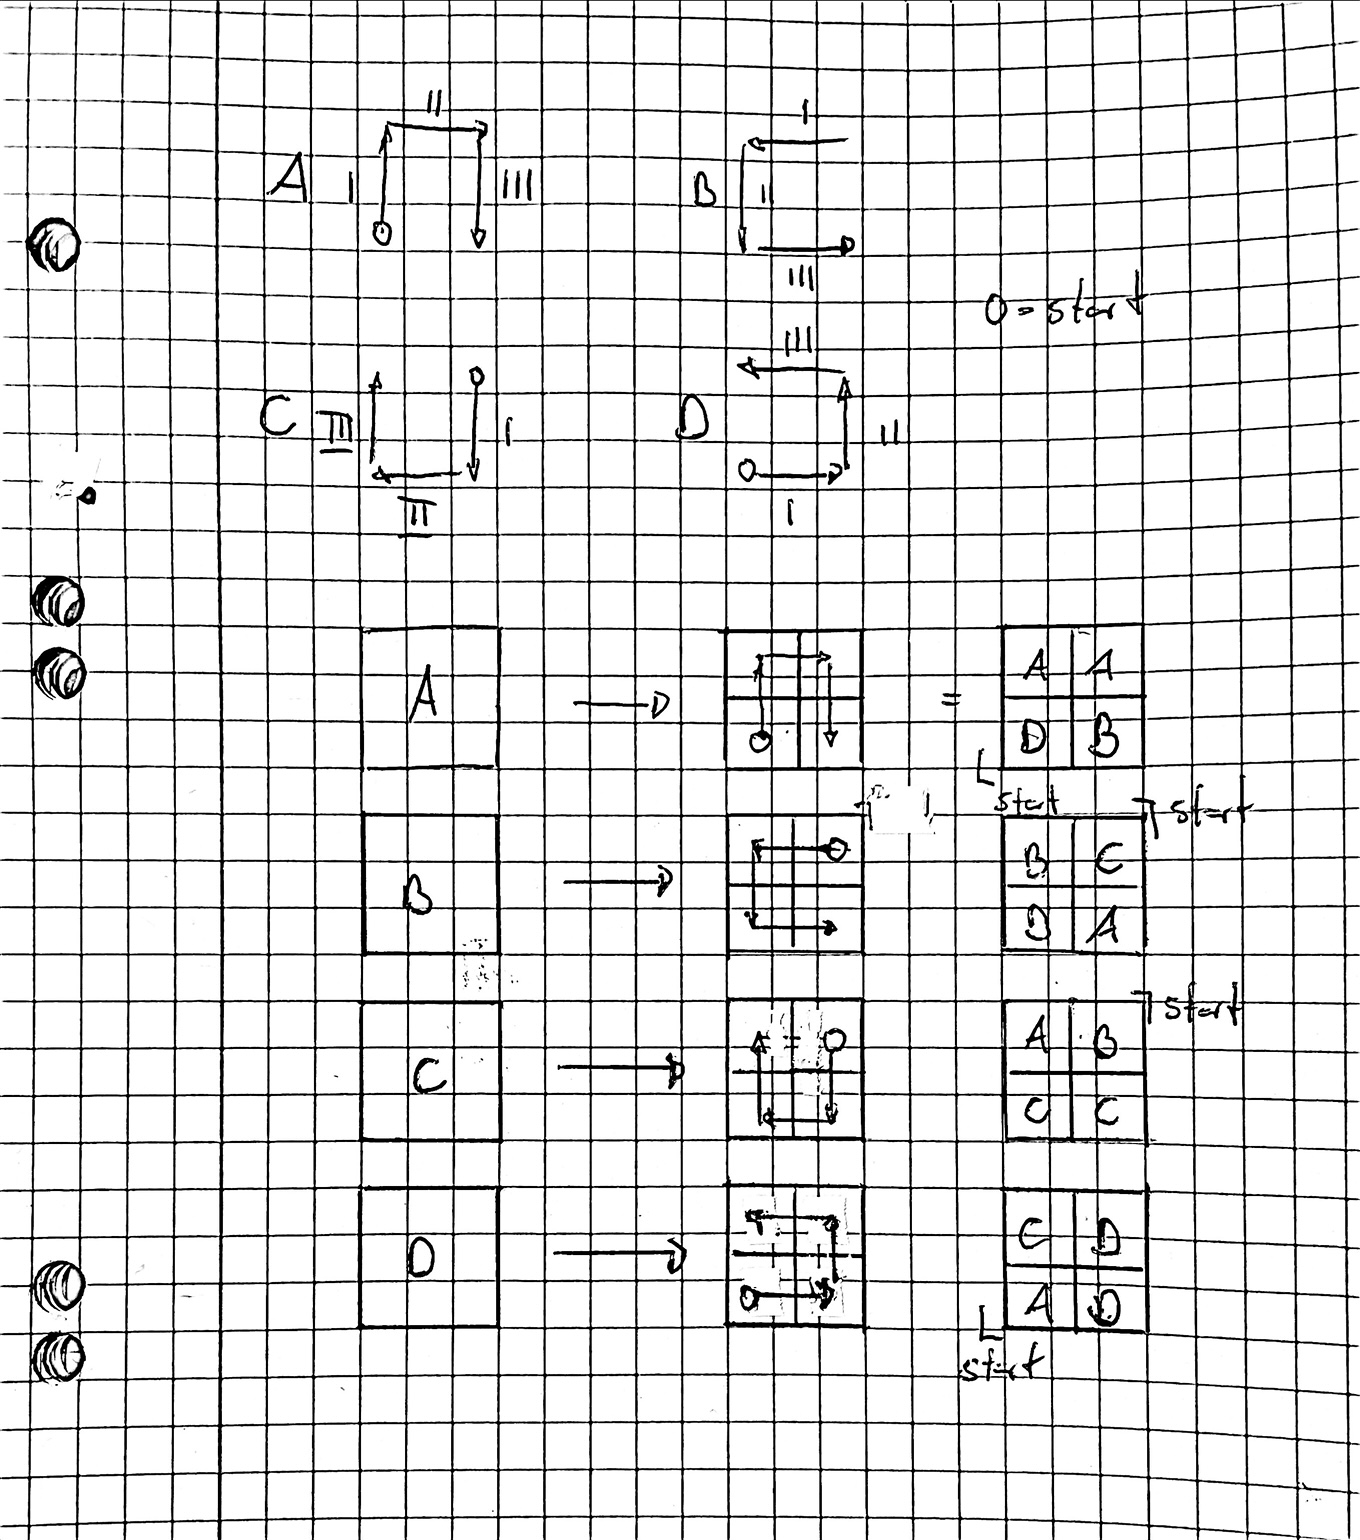 II
I
A I III
B II
III
O = start
III
C III I
D II
II
I
A = A A
D B
start
start
B B C
D A
start
C A B
C C
D C D
A D
start